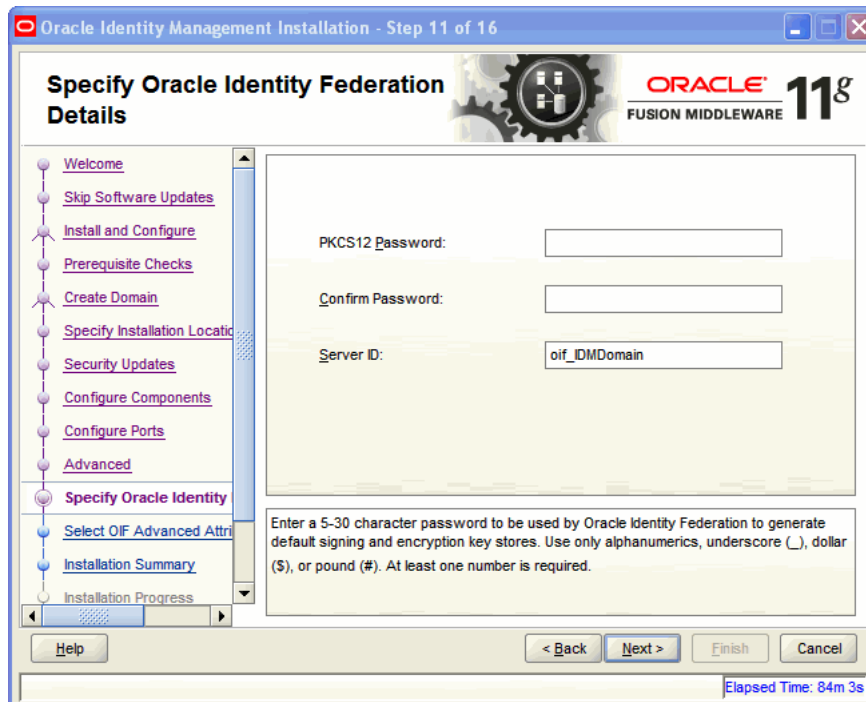 Oracle Identity Management Installation - Step 11 of 16
Specify Oracle Identity Federation
Details
ORACLE
FUSION MIDDLEWARE 11g
Welcome
Skip Software Updates
Install and Configure
Prerequisite Checks
Create Domain
Specify Installation Locatio
Security Updates
Configure Components
Configure Ports
Advanced
Specify Oracle Identity
Select OIF Advanced Attri
Installation Summary
Installation Progress
PKCS12 Password:
Confirm Password:
Server ID: oif_IDMDomain
Enter a 5-30 character password to be used by Oracle Identity Federation to generate
default signing and encryption key stores. Use only alphanumerics, underscore (_), dollar
($), or pound (#). At least one number is required.
Help < Back Next > Finish Cancel
Elapsed Time: 84m 3s